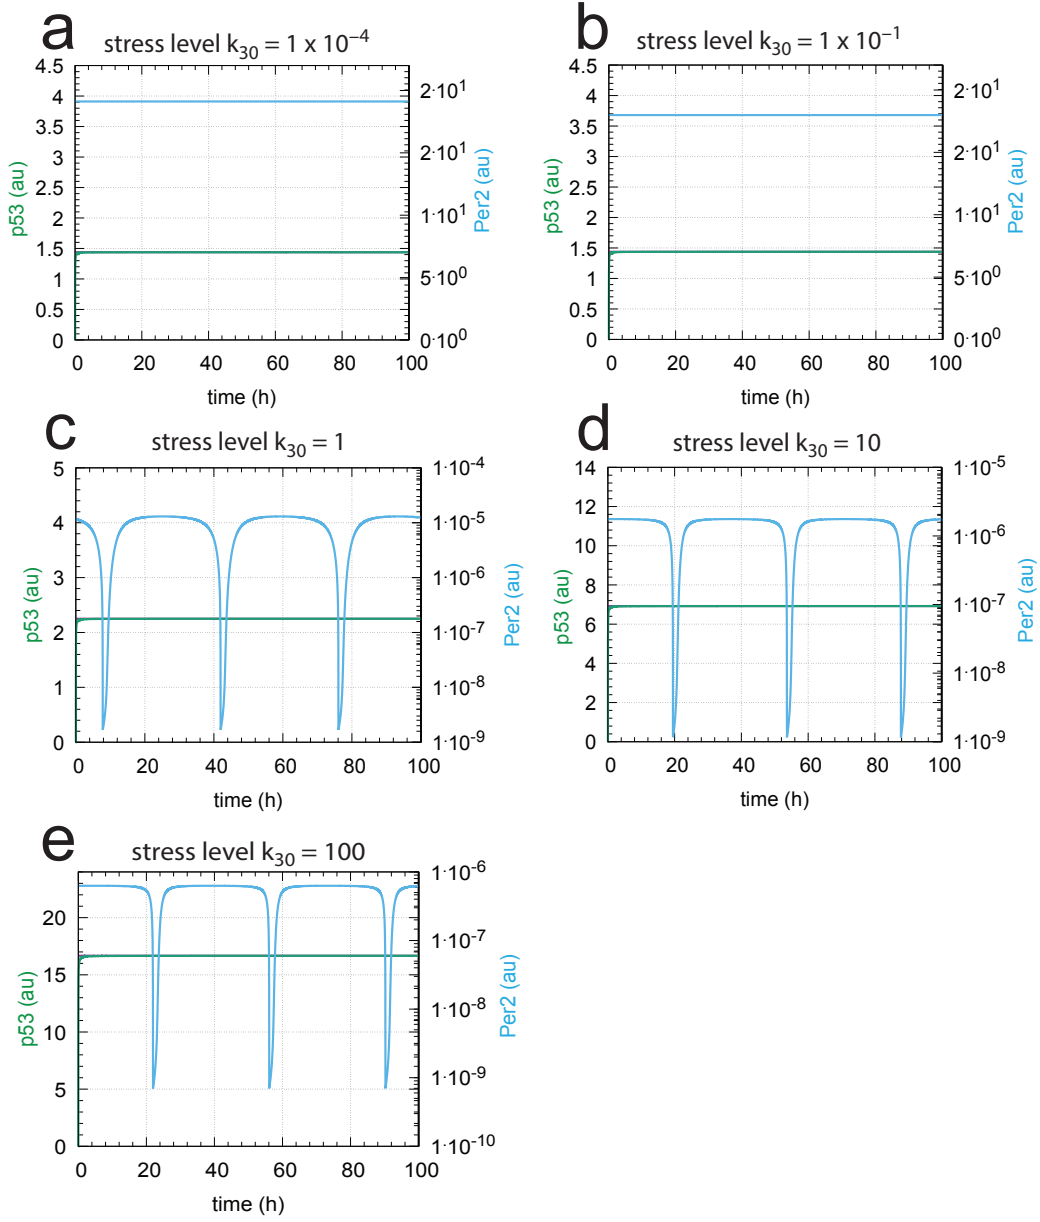 a
stress level k30 = 1 x 10–4
4.5
4
3.5
3
2.5
2
1.5
1
0.5
0
p53 (au)
2·10¹
2·10¹
1·10¹
5·10⁰
0·10⁰
Per2 (au)
0 20 40 60 80 100
time (h)
b
stress level k30 = 1 x 10–1
4.5
4
3.5
3
2.5
2
1.5
1
0.5
0
p53 (au)
2·10¹
2·10¹
1·10¹
5·10⁰
0·10⁰
Per2 (au)
0 20 40 60 80 100
time (h)
c
stress level k30 = 1
5
4
3
2
1
0
p53 (au)
1·10-4
1·10-5
1·10-6
1·10-7
1·10-8
1·10-9
Per2 (au)
0 20 40 60 80 100
time (h)
d
stress level k30 = 10
14
12
10
8
6
4
2
0
p53 (au)
1·10-5
1·10-6
1·10-7
1·10-8
1·10-9
Per2 (au)
0 20 40 60 80 100
time (h)
e
stress level k30 = 100
20
15
10
5
0
p53 (au)
1·10-6
1·10-7
1·10-8
1·10-9
1·10-10
Per2 (au)
0 20 40 60 80 100
time (h)